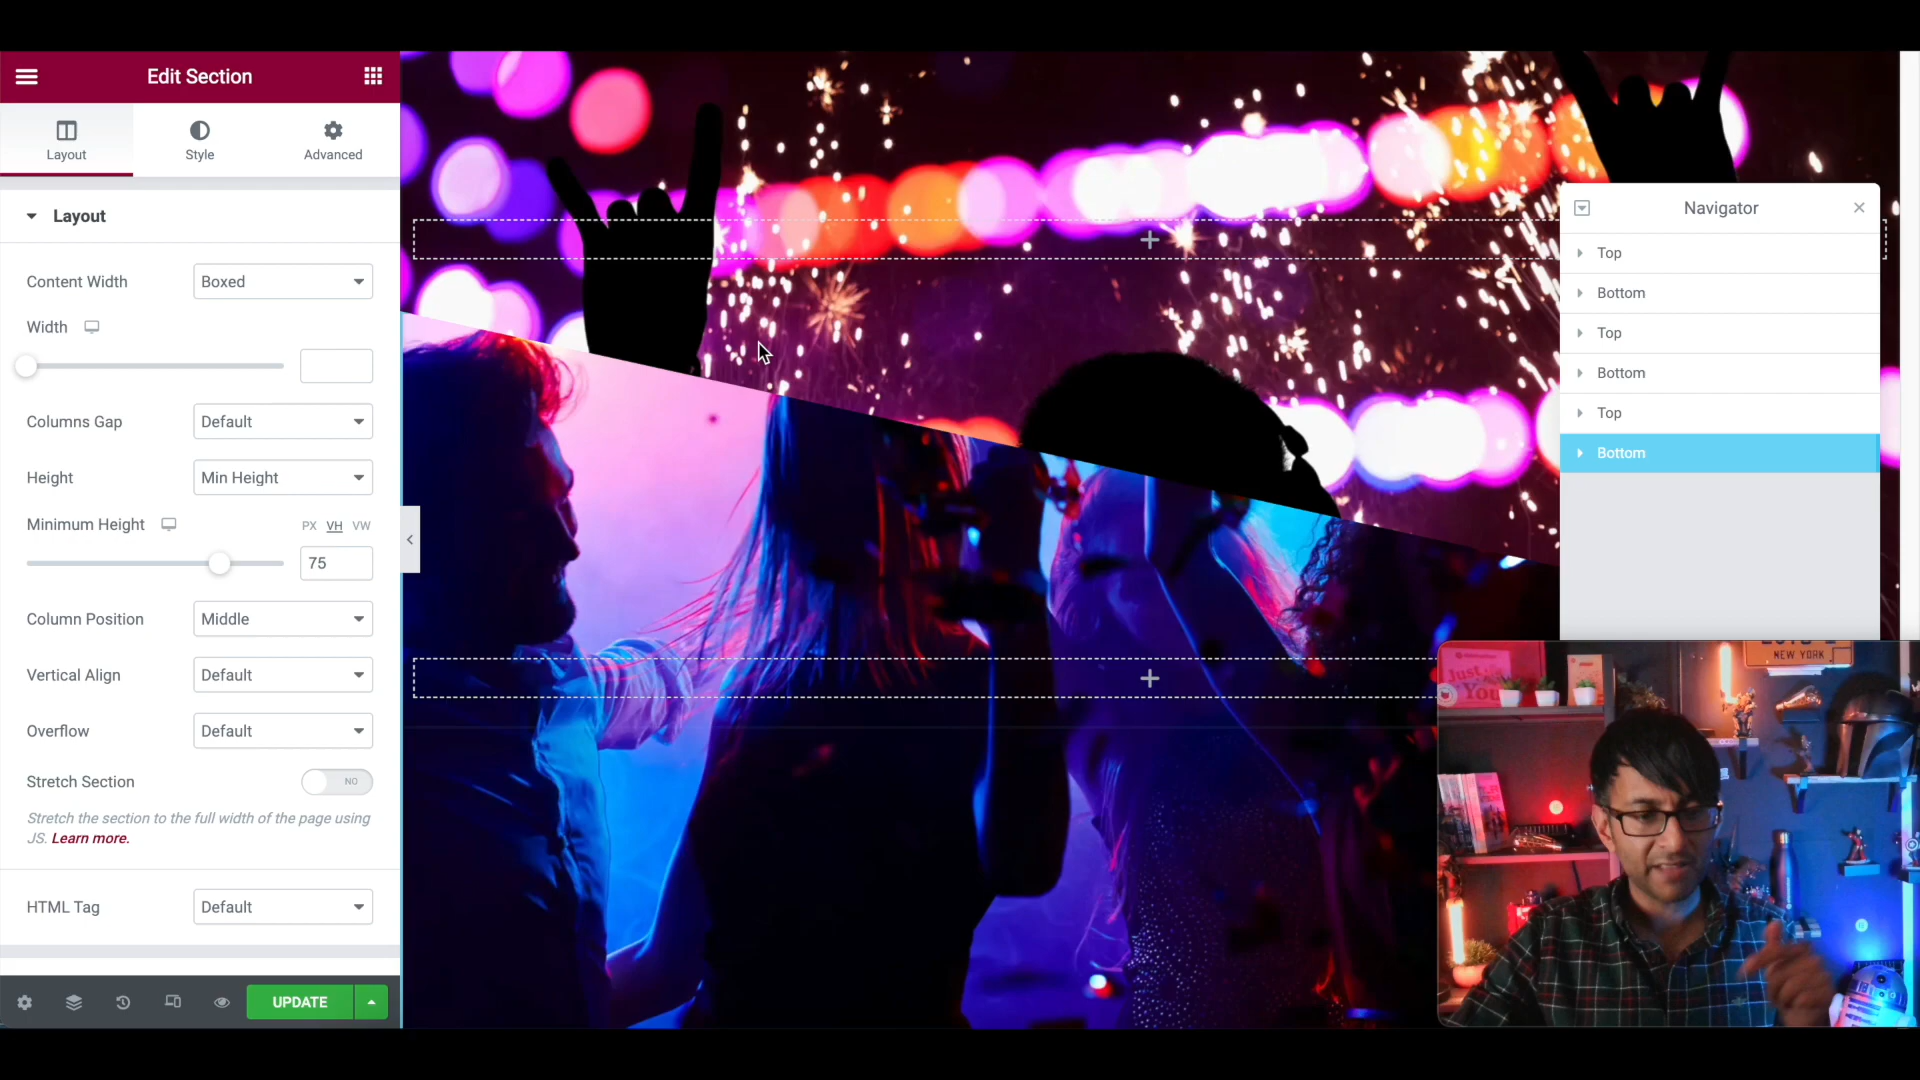 Edit Section
Layout
Style
Advanced
Layout
Content Width
Boxed
Width
Columns Gap
Default
Height
Min Height
Minimum Height
PX VH VW
75
Column Position
Middle
Vertical Align
Default
Overflow
Default
Stretch Section
NO
Stretch the section to the full width of the page using
JS. Learn more.
HTML Tag
Default
UPDATE
Navigator
Top
Bottom
Top
Bottom
Top
Bottom
NEW YORK
Just
You